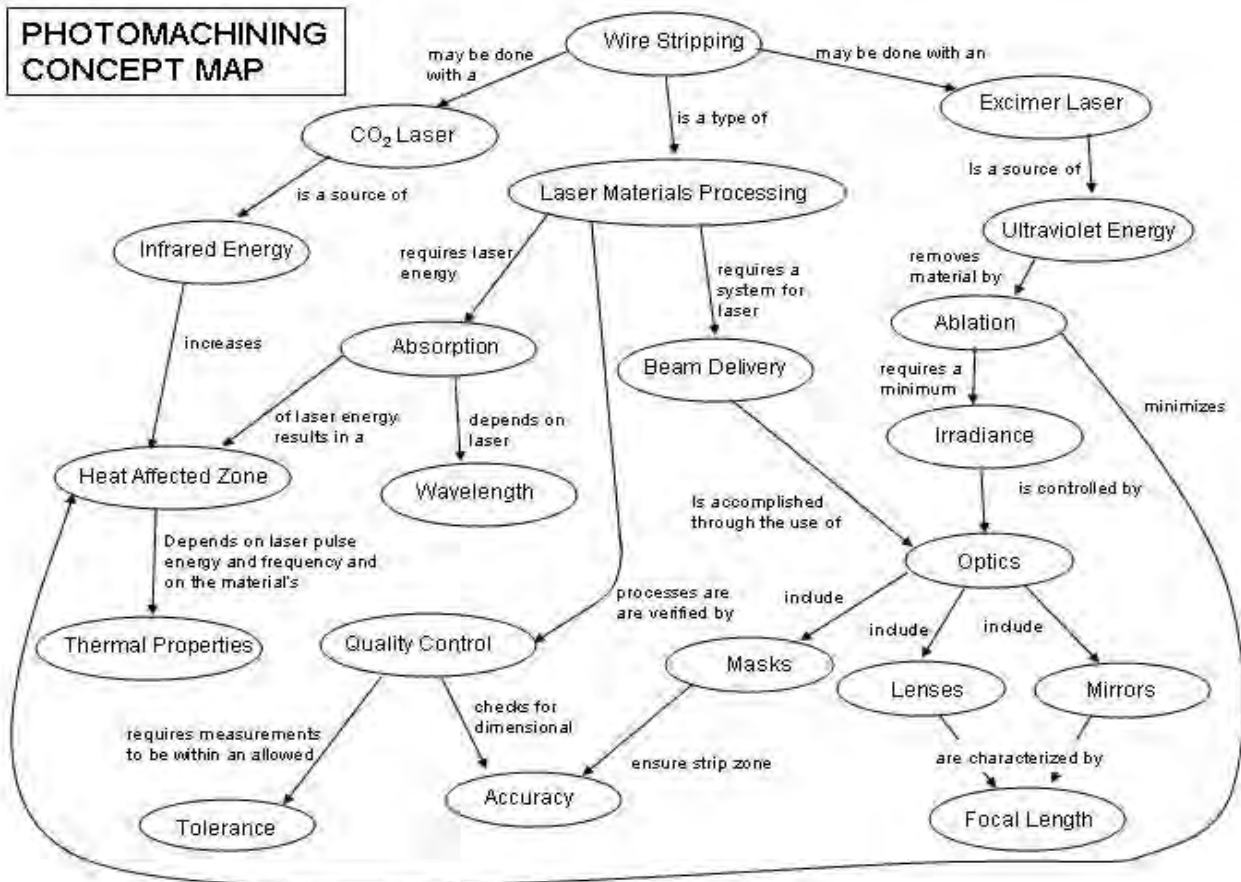 PHOTOMACHINING
CONCEPT MAP
Wire Stripping
may be done
with a
may be done with an
CO₂ Laser
is a type of
Excimer Laser
is a source of
Laser Materials Processing
Is a source of
Infrared Energy
requires laser
energy
requires a
system for
laser
Ultraviolet Energy
removes
material by
increases
Absorption
Beam Delivery
Ablation
requires a
minimum
minimizes
of laser energy
results in a
depends on
laser
Irradiance
Heat Affected Zone
Wavelength
is controlled by
Is accomplished
through the use of
Depends on laser pulse
energy and frequency and
on the material's
Optics
processes are
are verified by
include
include
include
Thermal Properties
Quality Control
Masks
Lenses
Mirrors
requires measurements
to be within an allowed
checks for
dimensional
ensure strip zone
are characterized by
Tolerance
Accuracy
Focal Length